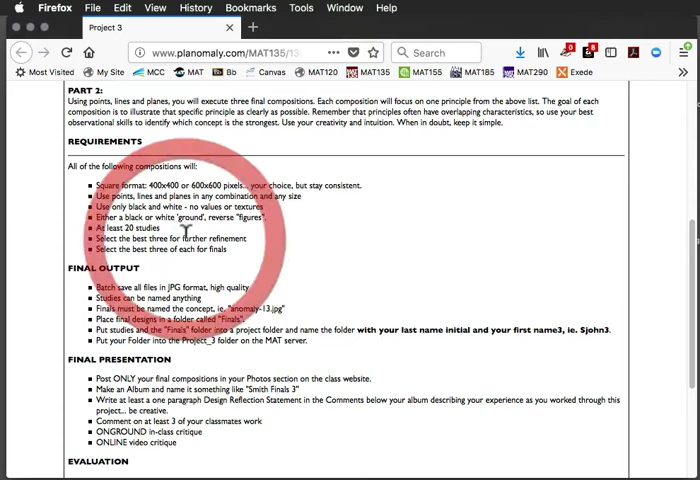 Firefox File Edit View History Bookmarks Tools Window Help
Project 3
www.planomaly.com/MAT135/13
Search
Most Visited My Site MCC MAT Bb Canvas MAT120 MAT135 MAT155 MAT185 MAT290 Exede
PART 2:
Using points, lines and planes, you will execute three final compositions. Each composition will focus on one principle from the above list. The goal of each
composition is to illustrate that specific principle as clearly as possible. Remember that principles often have overlapping characteristics, so use your best
observational skills to identify which concept is the strongest. Use your creativity and intuition. When in doubt, keep it simple.
REQUIREMENTS
All of the following compositions will:
Square format: 400x400 or 600x600 pixels... your choice, but stay consistent.
Use points, lines and planes in any combination and any size
Use only black and white - no values or textures
Either a black or white 'ground', reverse "figures".
At least 20 studies
Select the best three for further refinement
Select the best three of each for finals
FINAL OUTPUT
Batch save all files in JPG format, high quality
Studies can be named anything
Finals must be named the concept, ie. "anomaly-13.jpg"
Place final designs in a folder called "Finals".
Put studies and the "Finals" folder into a project folder and name the folder with your last name initial and your first name3, ie. Sjohn3.
Put your Folder into the Project_3 folder on the MAT server.
FINAL PRESENTATION
Post ONLY your final compositions in your Photos section on the class website.
Make an Album and name it something like "Smith Finals 3"
Write at least a one paragraph Design Reflection Statement in the Comments below your album describing your experience as you worked through this
project... be creative.
Comment on at least 3 of your classmates work
ONGROUND in-class critique
ONLINE video critique
EVALUATION